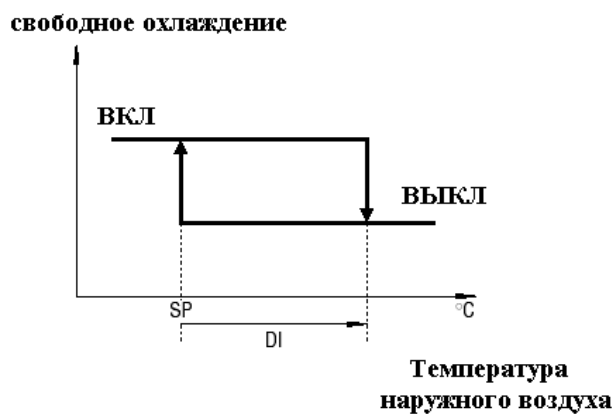 свободное охлаждение
ВКЛ
ВЫКЛ
SP
°C
DI
Температура
наружного воздуха